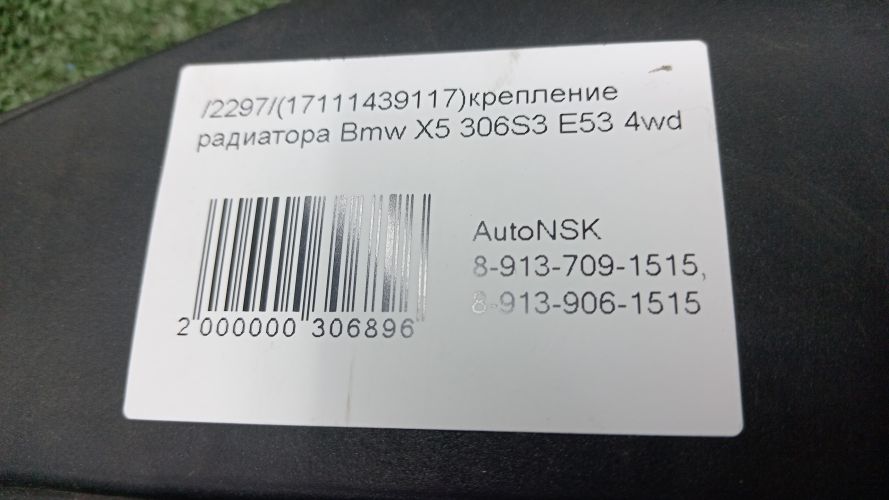 /2297/(17111439117)крепление
радиатора Bmw X5 306S3 E53 4wd
AutoNSK
8-913-709-1515,
8-913-906-1515
2 000000 306896